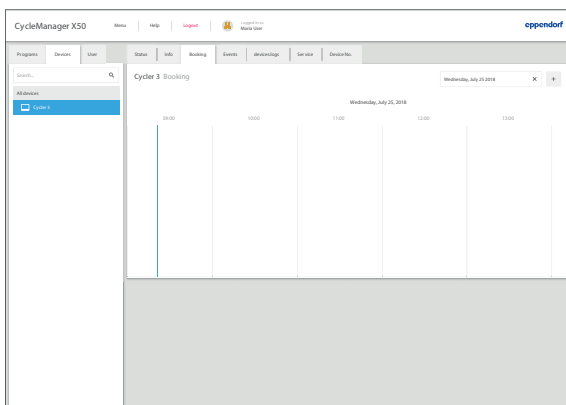 CycleManager X50 Menu Help Logout Logged in as eppendorf
Maria User
Programs Devices User Status Info Booking Events deviceslogs Service Device No.
Search...
Cycler 3 Booking Wednesday, July 25 2018 X +
All devices
Cycler 3
Wednesday, July 25, 2018
09:00 10:00 11:00 12:00 13:00